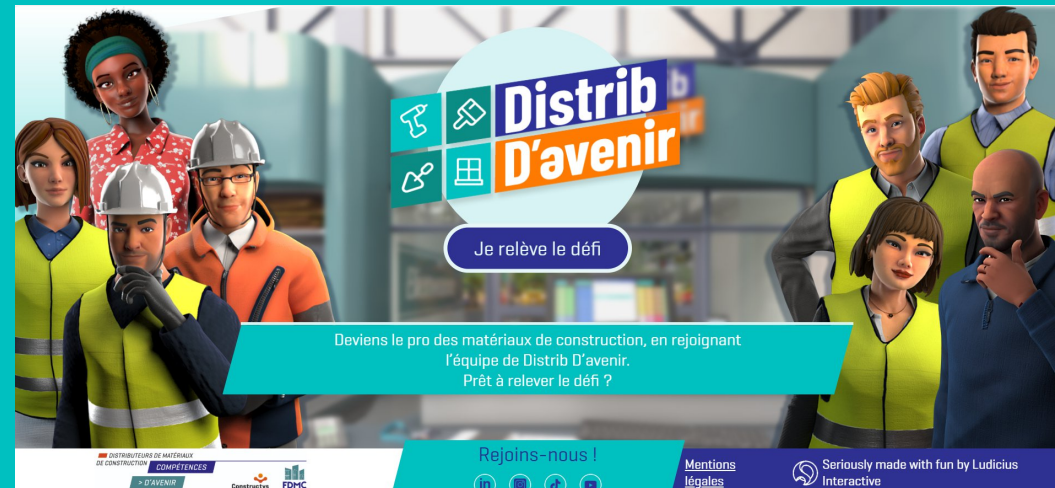 Distrib
D'avenir
Je relève le défi
Deviens le pro des matériaux de construction, en rejoignant
l'équipe de Distrib D'avenir.
Prêt à relever le défi ?
DISTRIBUTEURS DE MATÉRIAUX
DE CONSTRUCTION
COMPÉTENCES
> D'AVENIR
Constructys
FDMC
Rejoins-nous !
in
Mentions
légales
Seriously made with fun by Ludicius
Interactive